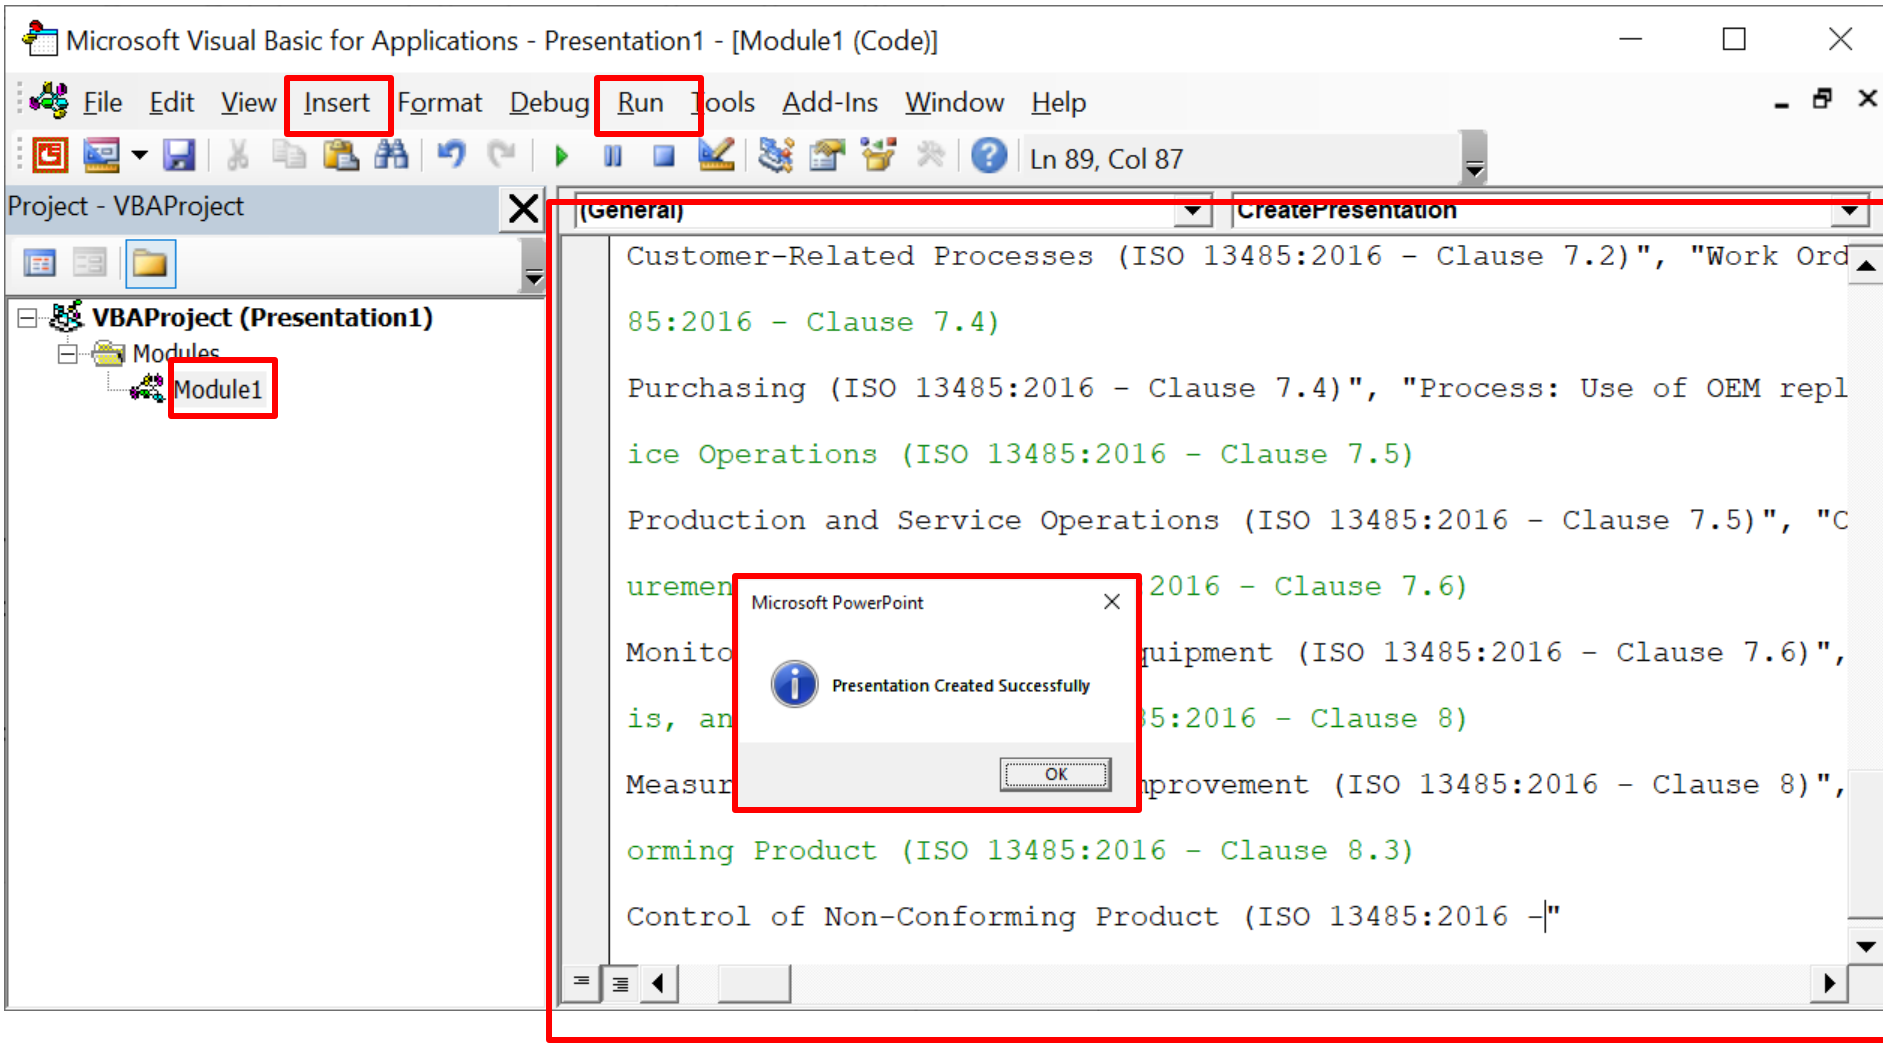 Microsoft Visual Basic for Applications - Presentation1 - [Module1 (Code)]
File Edit View Insert Format Debug Run Tools Add-Ins Window Help
Ln 89, Col 87
Project - VBAProject
(General) CreatePresentation
VBAProject (Presentation1)
Modules
Module1
Customer-Related Processes (ISO 13485:2016 - Clause 7.2)", "Work Ord
85:2016 - Clause 7.4)
Purchasing (ISO 13485:2016 - Clause 7.4)", "Process: Use of OEM repl
ice Operations (ISO 13485:2016 - Clause 7.5)
Production and Service Operations (ISO 13485:2016 - Clause 7.5)", "C
uremen 2016 - Clause 7.6)
Monito quipment (ISO 13485:2016 - Clause 7.6)",
is, an 85:2016 - Clause 8)
Measur mprovement (ISO 13485:2016 - Clause 8)",
orming Product (ISO 13485:2016 - Clause 8.3)
Control of Non-Conforming Product (ISO 13485:2016 -"
Microsoft PowerPoint
Presentation Created Successfully
OK